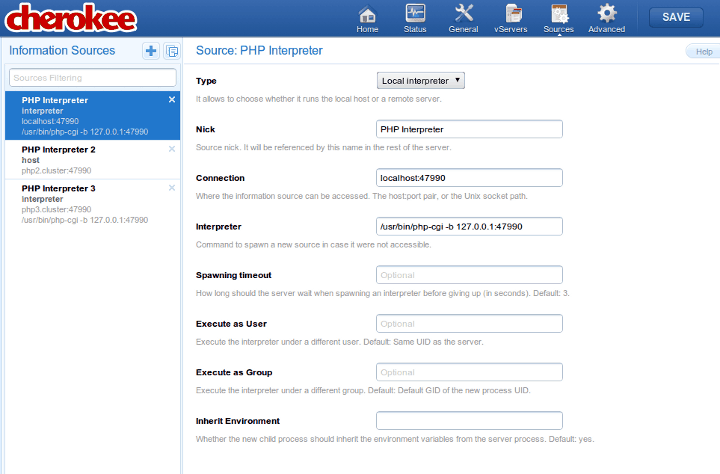 cherokee
Home
Status
General
vServers
Sources
Advanced
SAVE
Information Sources
Sources Filtering
PHP Interpreter
interpreter
localhost:47990
/usr/bin/php-cgi -b 127.0.0.1:47990
PHP Interpreter 2
host
php2.cluster:47990
PHP Interpreter 3
interpreter
php3.cluster:47990
/usr/bin/php-cgi -b 127.0.0.1:47990
Source: PHP Interpreter
Help
Type
Local interpreter
It allows to choose whether it runs the local host or a remote server.
Nick
PHP Interpreter
Source nick. It will be referenced by this name in the rest of the server.
Connection
localhost:47990
Where the information source can be accessed. The host:port pair, or the Unix socket path.
Interpreter
/usr/bin/php-cgi -b 127.0.0.1:47990
Command to spawn a new source in case it were not accessible.
Spawning timeout
Optional
How long should the server wait when spawning an interpreter before giving up (in seconds). Default: 3.
Execute as User
Optional
Execute the interpreter under a different user. Default: Same UID as the server.
Execute as Group
Optional
Execute the interpreter under a different group. Default: Default GID of the new process UID.
Inherit Environment
Whether the new child process should inherit the environment variables from the server process. Default: yes.